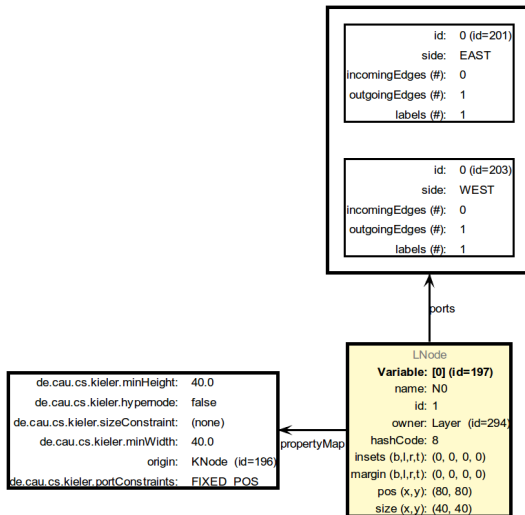 id: 0 (id=201)
side: EAST
incomingEdges (#): 0
outgoingEdges (#): 1
labels (#): 1
id: 0 (id=203)
side: WEST
incomingEdges (#): 0
outgoingEdges (#): 1
labels (#): 1
ports
LNode
Variable: [0] (id=197)
name: N0
id: 1
owner: Layer (id=294)
hashCode: 8
insets (b,l,r,t): (0, 0, 0, 0)
margin (b,l,r,t): (0, 0, 0, 0)
pos (x,y): (80, 80)
size (x,y): (40, 40)
propertyMap
de.cau.cs.kieler.minHeight: 40.0
de.cau.cs.kieler.hypernode: false
de.cau.cs.kieler.sizeConstraint: (none)
de.cau.cs.kieler.minWidth: 40.0
origin: KNode (id=196)
de.cau.cs.kieler.portConstraints: FIXED_POS